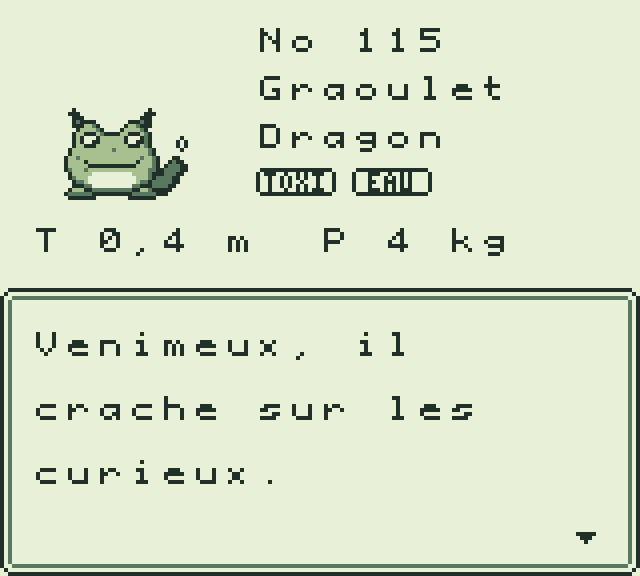 No 115
Graoulet
Dragon
TOXI EAU
T 0,4 m P 4 kg
Venimeux, il
crache sur les
curieux.